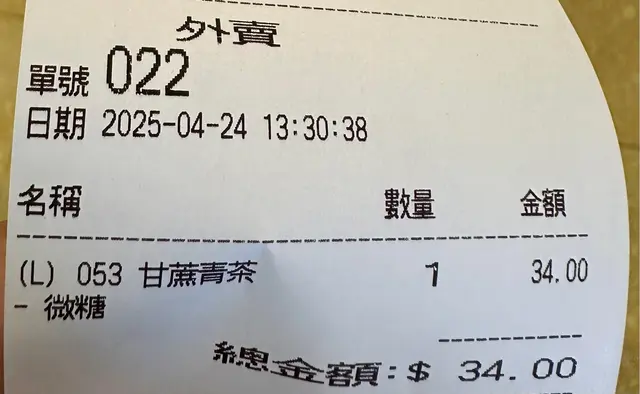 外賣
單號 022
日期 2025-04-24 13:30:38
名稱 數量 金額
(L) 053 甘蔗青茶 1 34.00
- 微糖
總金額:$ 34.00